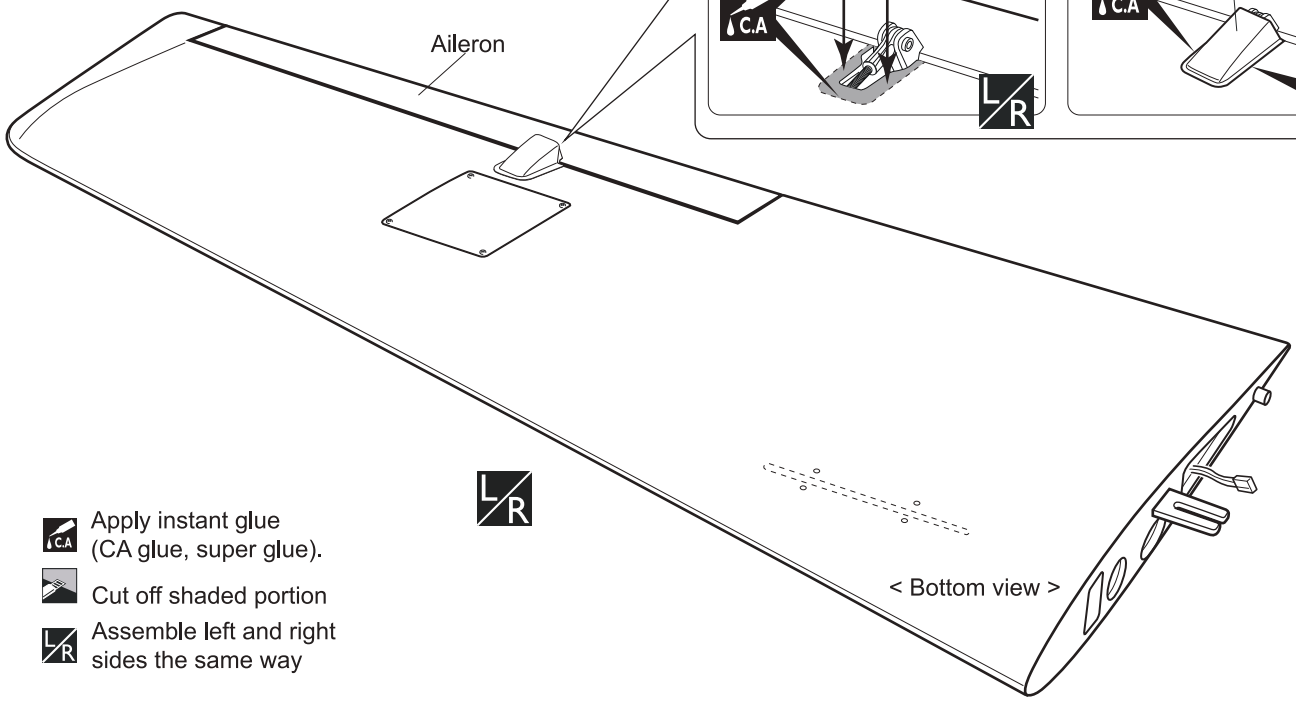 C.A
C.A
Aileron
L/R
L/R
C.A
Apply instant glue
(CA glue, super glue).
Cut off shaded portion
L/R
Assemble left and right
sides the same way
< Bottom view >